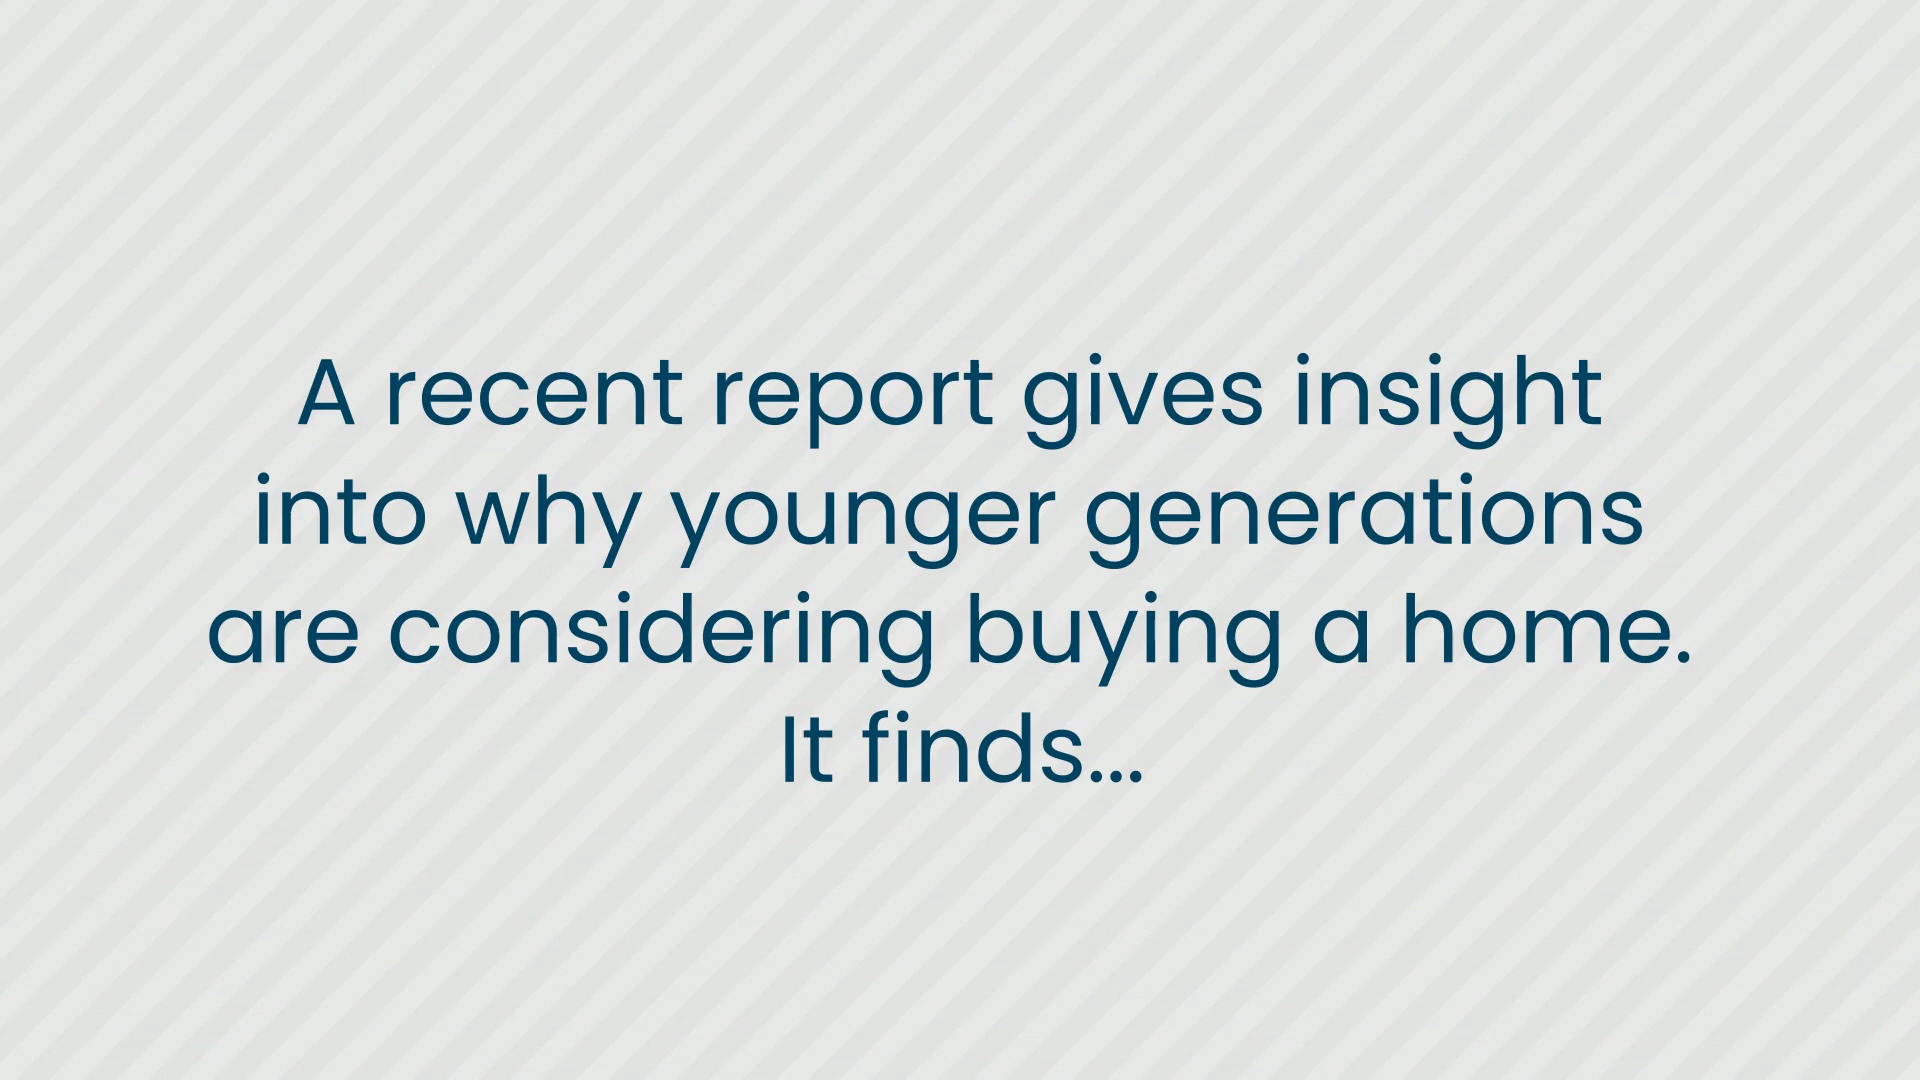 A recent report gives insight
into why younger generations
are considering buying a home.
It finds...